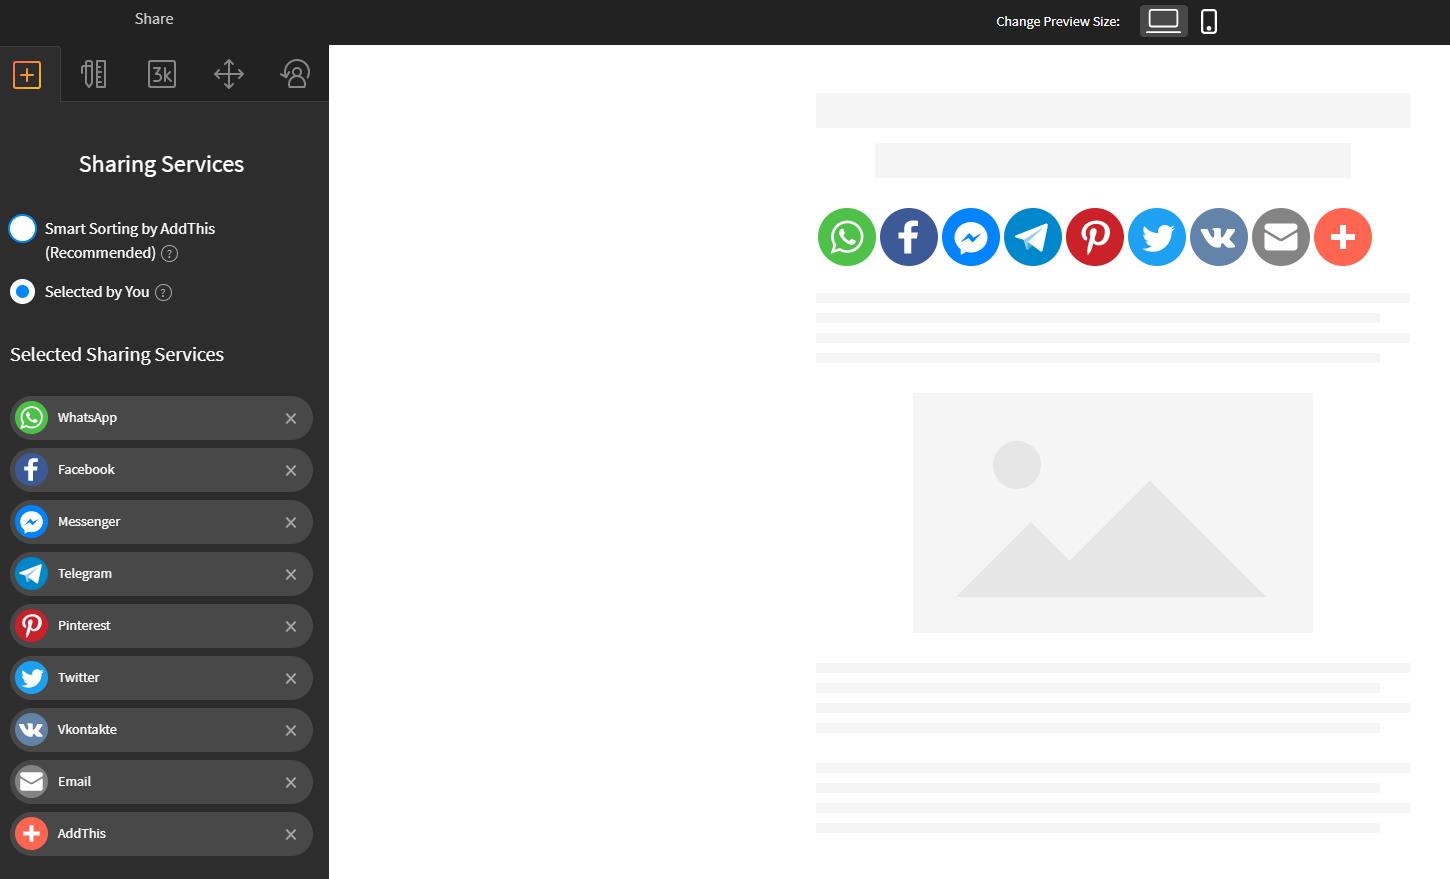 Share
Change Preview Size:
3k
Sharing Services
Smart Sorting by AddThis
(Recommended) ?
Selected by You ?
Selected Sharing Services
WhatsApp
Facebook
Messenger
Telegram
Pinterest
Twitter
Vkontakte
Email
AddThis